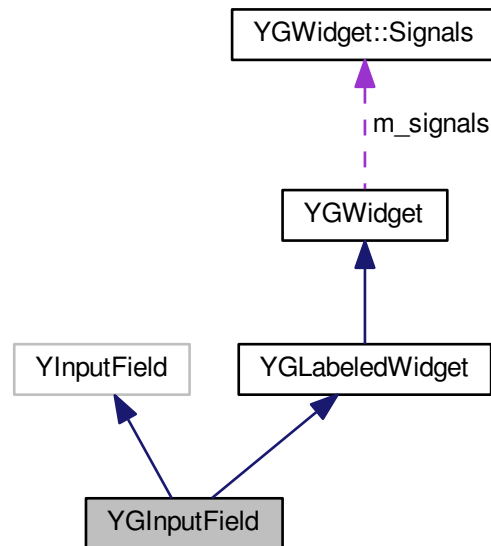 YGWidget::Signals
m_signals
YGWidget
YInputField
YGLabeledWidget
YGInputField